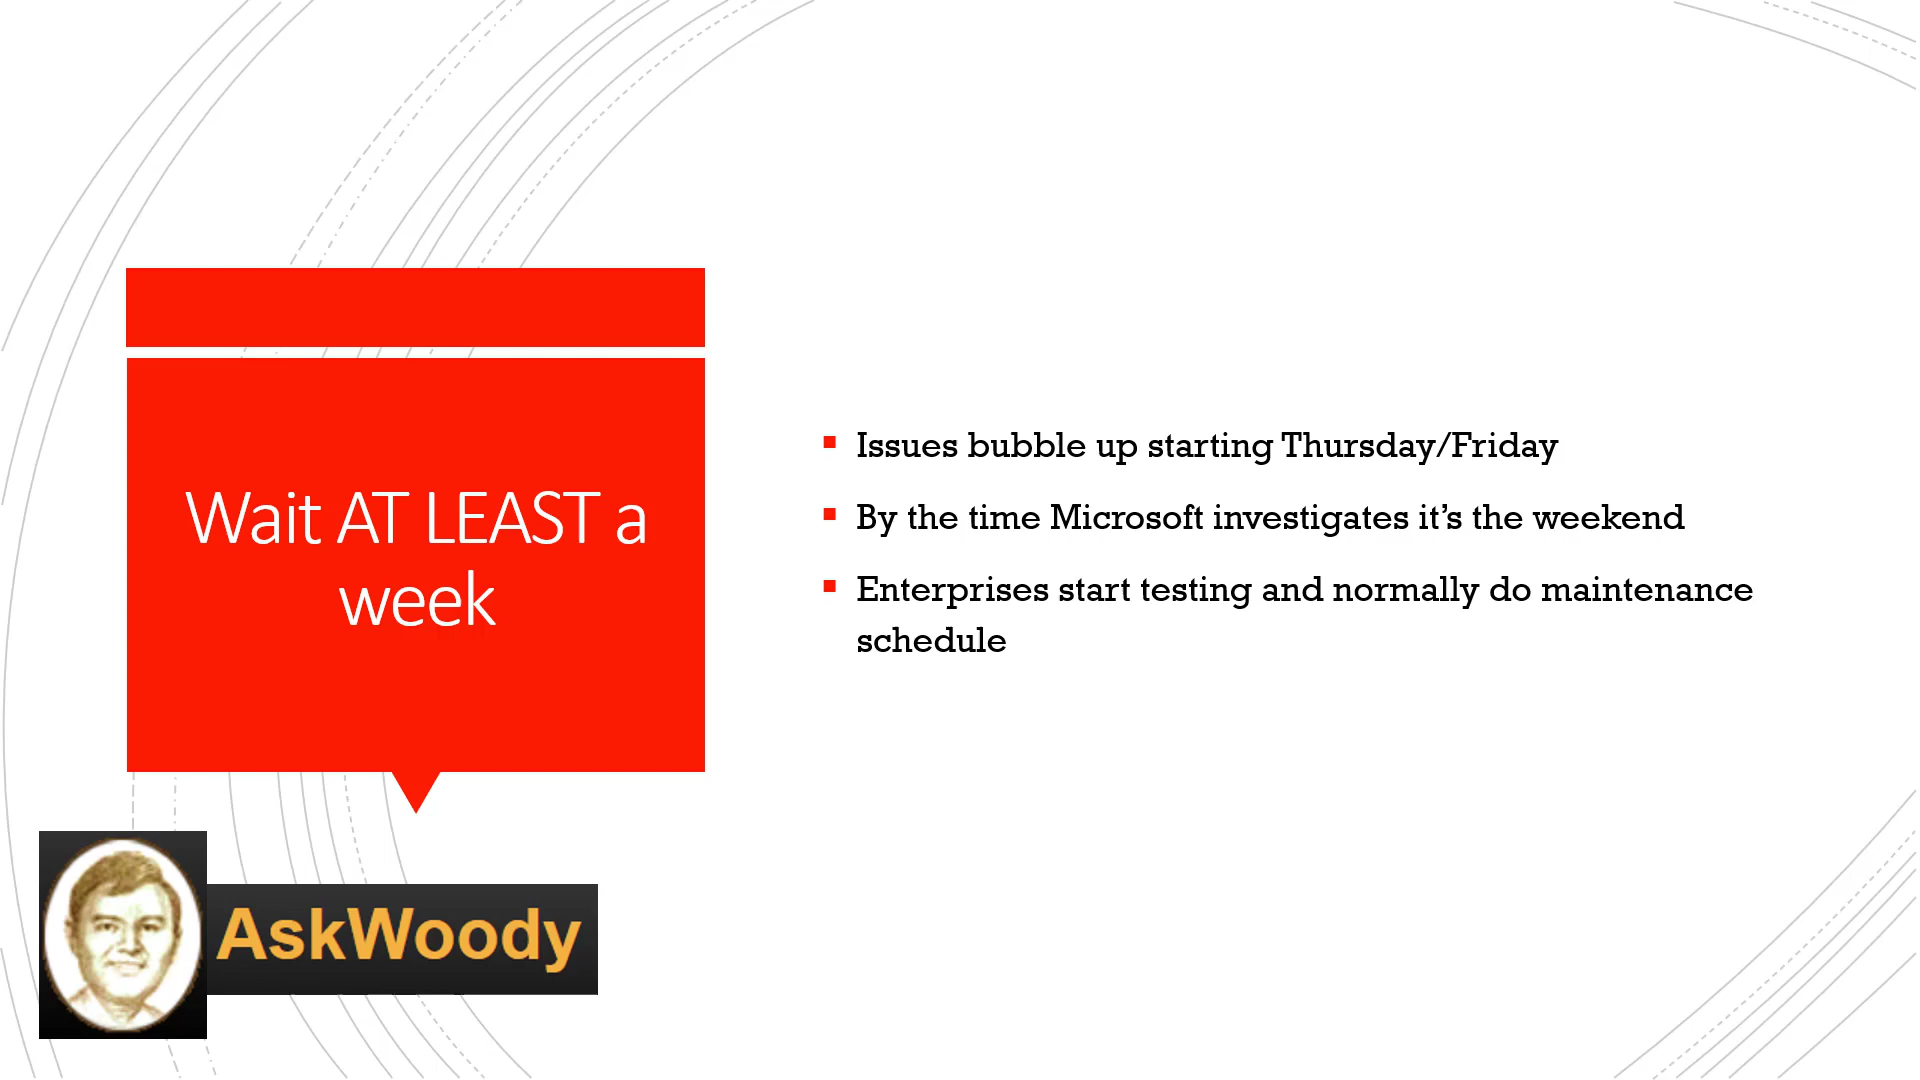 Wait AT LEAST a
week
Issues bubble up starting Thursday/Friday
By the time Microsoft investigates it’s the weekend
Enterprises start testing and normally do maintenance
schedule
AskWoody